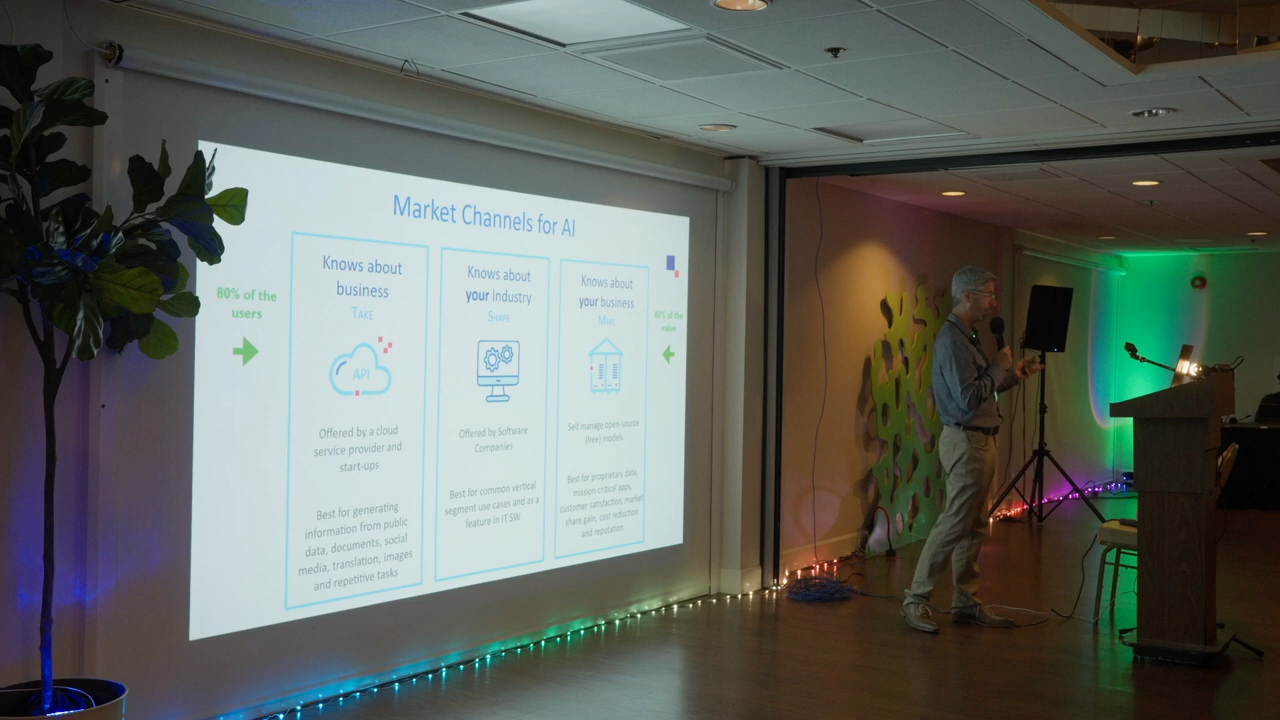 Market Channels for AI
80% of the
users
Knows about
business
TAKE
API
Offered by a cloud
service provider and
start-ups
Best for generating
information from public
data, documents, social
media, translation, images
and repetitive tasks
Knows about
your Industry
SHAPE
Offered by Software
Companies
Best for common vertical
segment use cases and as a
feature in IT SW
Knows about
your business
MAKE
Self manage open-source
(free) models
Best for proprietary data,
mission critical apps,
customer satisfaction, market
share gain, cost reduction
and reputation
of the
value